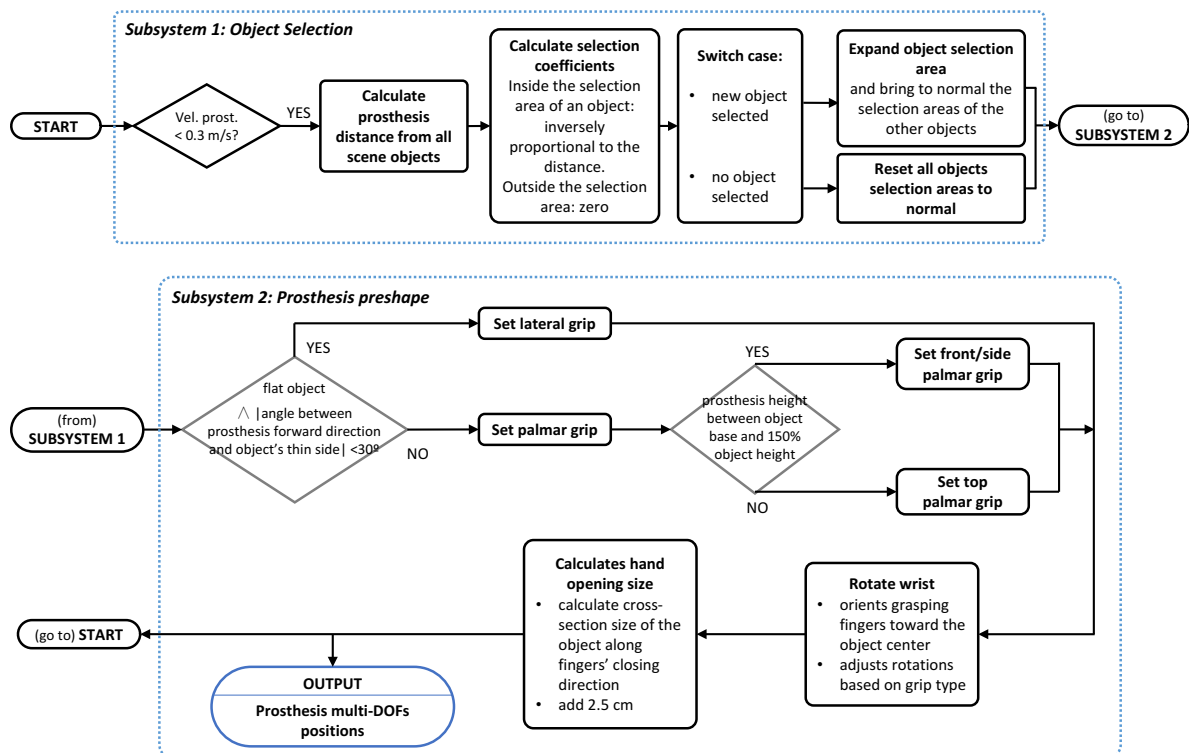 Subsystem 1: Object Selection
START
Vel. prost.
< 0.3 m/s?
YES
Calculate
prosthesis
distance from all
scene objects
Calculate selection
coefficients
Inside the selection
area of an object:
inversely
proportional to the
distance.
Outside the selection
area: zero
Switch case:
• new object
selected
• no object
selected
Expand object selection
area
and bring to normal the
selection areas of the
other objects
Reset all objects
selection areas to
normal
(go to)
SUBSYSTEM 2
Subsystem 2: Prosthesis preshape
(from)
SUBSYSTEM 1
flat object
∧ |angle between
prosthesis forward direction
and object's thin side| <30º
YES
Set lateral grip
NO
Set palmar grip
prosthesis height
between object
base and 150%
object height
YES
Set front/side
palmar grip
NO
Set top
palmar grip
Rotate wrist
• orients grasping
fingers toward the
object center
• adjusts rotations
based on grip type
Calculates hand
opening size
• calculate cross-
section size of the
object along
fingers' closing
direction
• add 2.5 cm
(go to) START
OUTPUT
Prosthesis multi-DOFs
positions